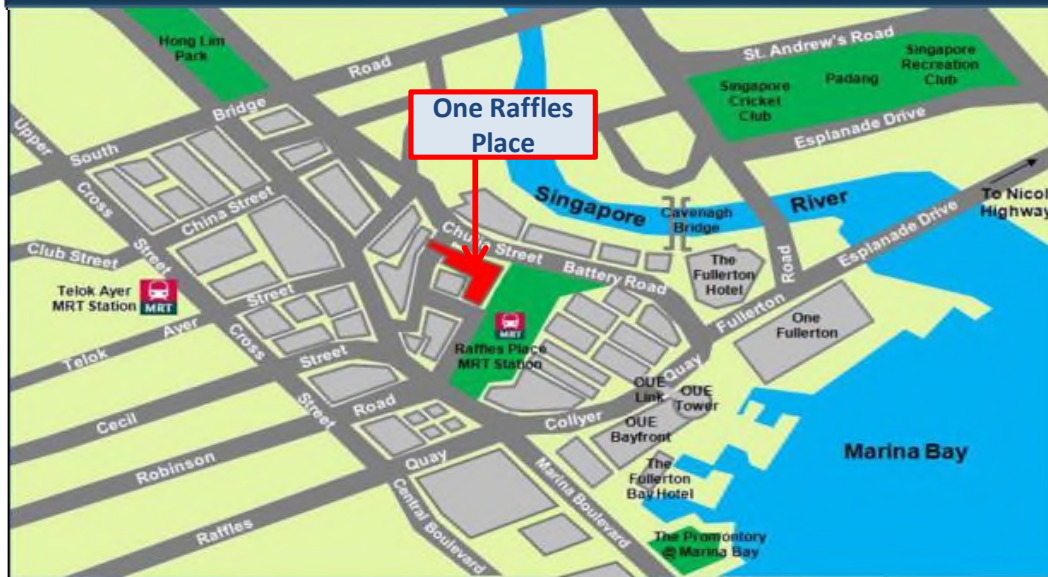 Hong Lim
Park
St. Andrew's Road
Singapore
Recreation
Club
Padang
Singapore
Cricket
Club
Road
Bridge
South
Upper
Cross
Street
Cross
Street
One Raffles
Place
Esplanade Drive
To Nicoll
Highway
Singapore
River
Cavenagh
Bridge
Esplanade Drive
China Street
Club Street
Street
Church Street
Battery Road
The
Fullerton
Hotel
Road
Fullerton
One
Fullerton
Telok Ayer
MRT Station
MRT
Telok
Ayer
Street
MRT
Raffles Place
MRT Station
Quay
Collyer
OUE
Link
OUE
Tower
OUE
Bayfront
Marina Bay
Cecil
Road
Robinson
Quay
Raffles
Central Boulevard
Marina Boulevard
The
Fullerton
Bay Hotel
The Promontory
@ Marina Bay